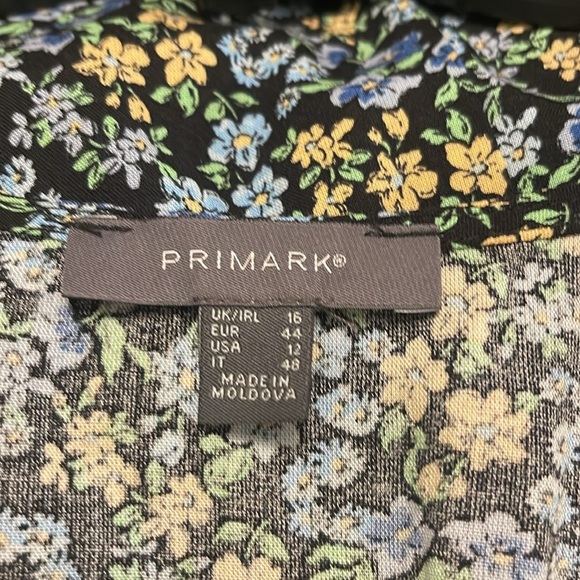 PRIMARK®
UK/IRL 16
EUR 44
USA 12
IT 48
MADE IN
MOLDOVA